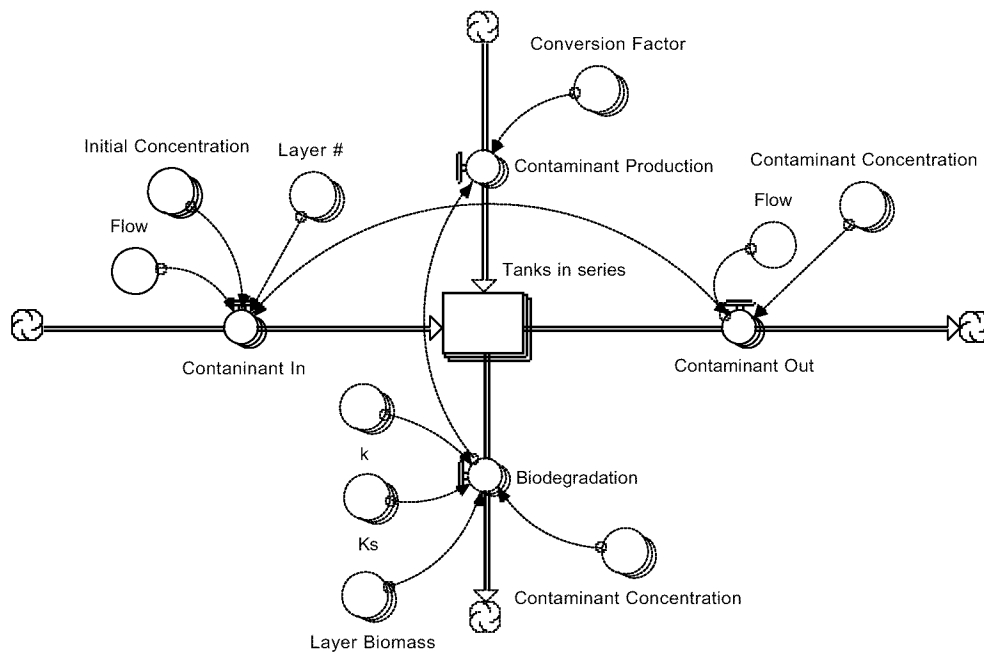 Conversion Factor
Initial Concentration
Layer #
Contaminant Production
Contaminant Concentration
Flow
Flow
Tanks in series
Contaninant In
Contaminant Out
k
Biodegradation
Ks
Contaminant Concentration
Layer Biomass